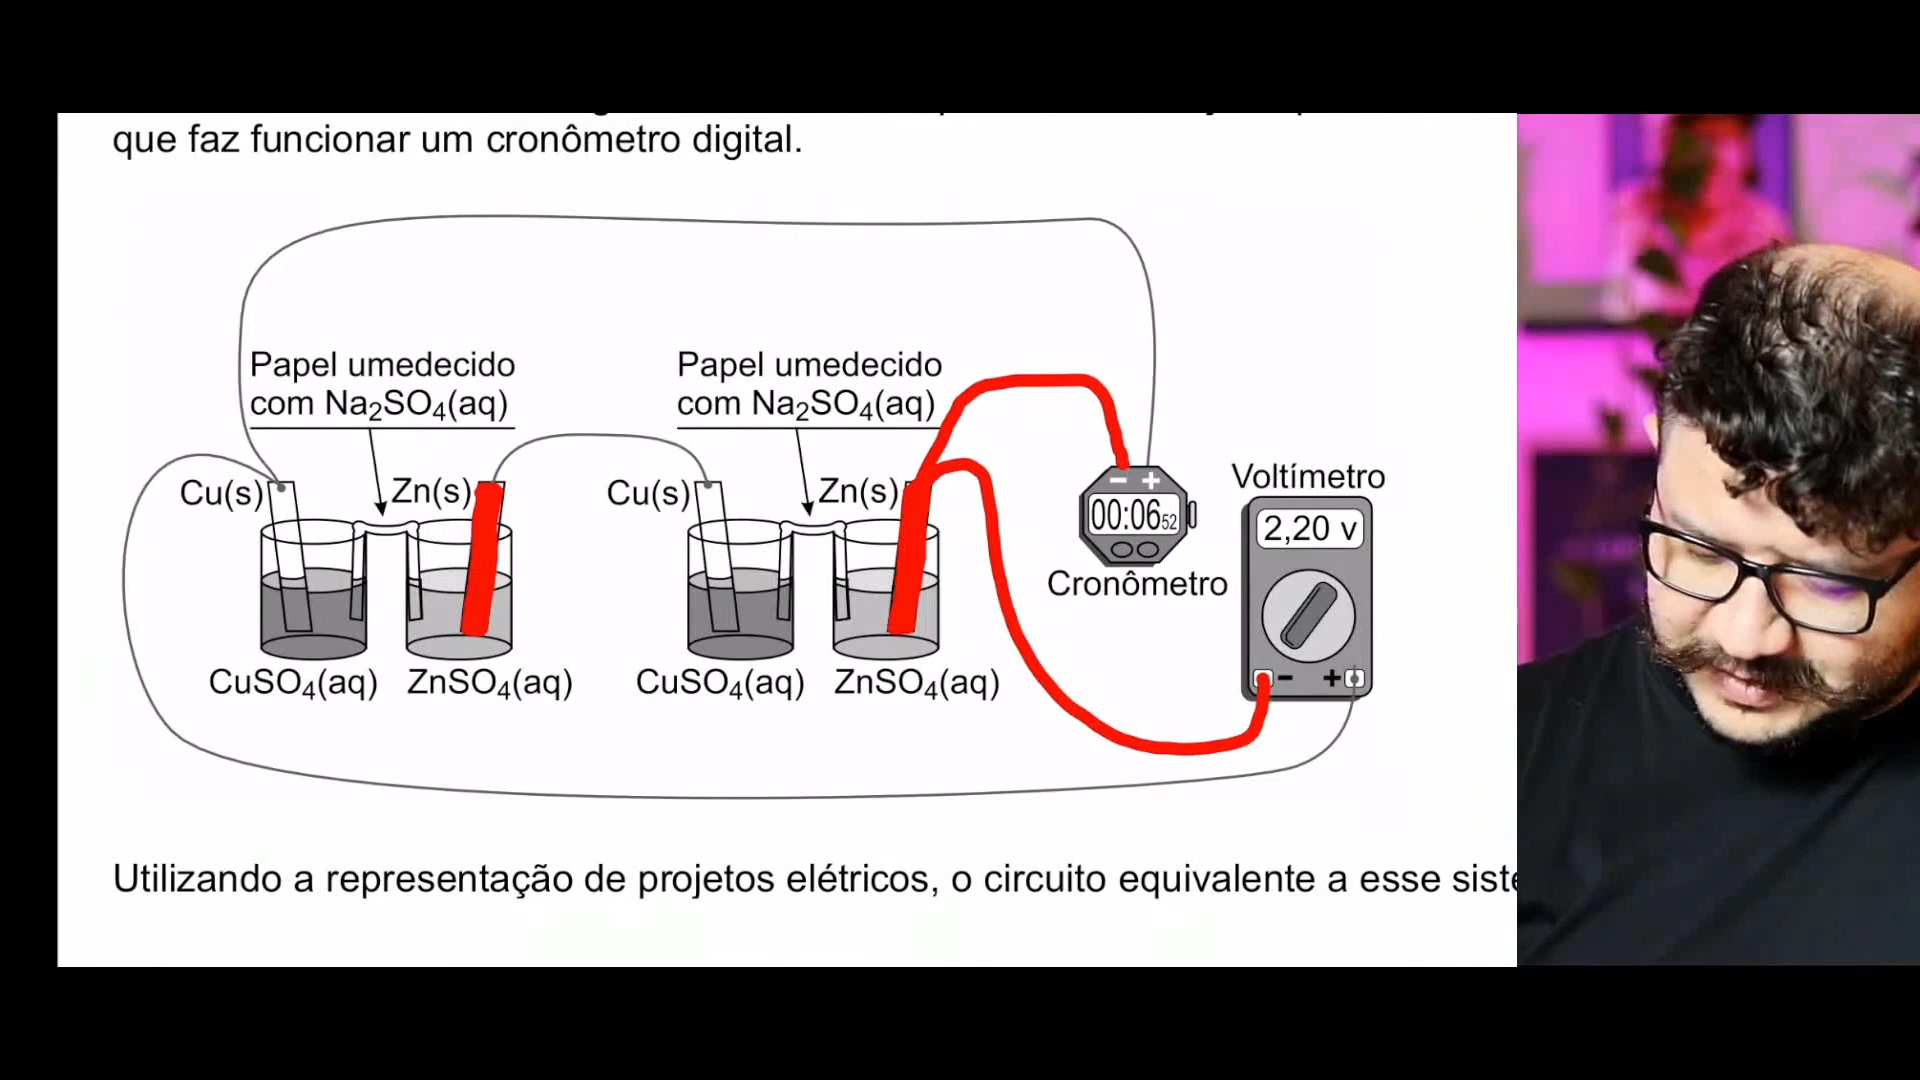 que faz funcionar um cronômetro digital.
Papel umedecido
com Na₂SO₄(aq)
Papel umedecido
com Na₂SO₄(aq)
Cu(s)
Zn(s)
Cu(s)
Zn(s)
CuSO₄(aq)
ZnSO₄(aq)
CuSO₄(aq)
ZnSO₄(aq)
− +
00:06 52
Cronômetro
Voltímetro
2,20 v
− +
Utilizando a representação de projetos elétricos, o circuito equivalente a esse siste